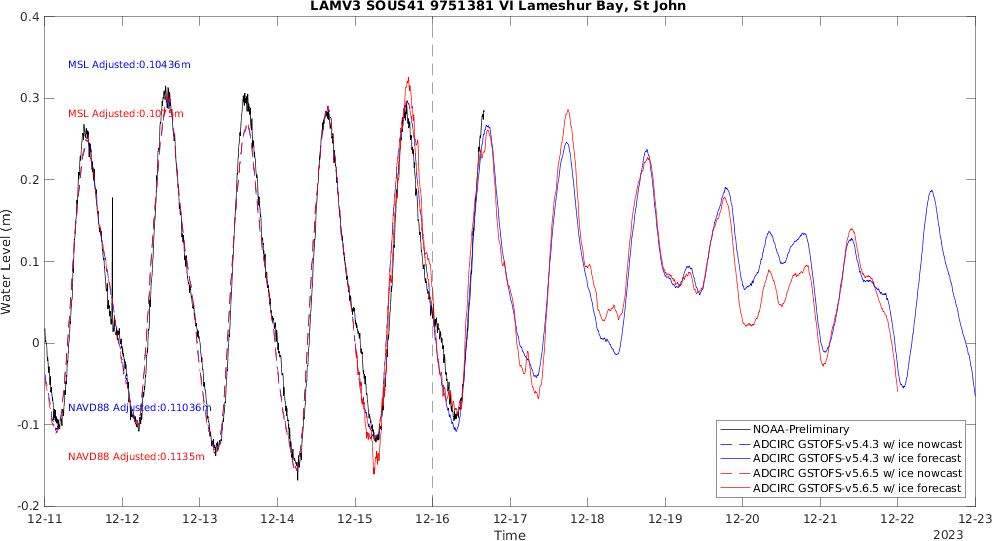 LAMV3 SOUS41 9751381 VI Lameshur Bay, St John
0.4
0.3
0.2
0.1
0
-0.1
-0.2
Water Level (m)
MSL Adjusted:0.10436m
MSL Adjusted:0.1075m
NAVD88 Adjusted:0.11036m
NAVD88 Adjusted:0.1135m
NOAA-Preliminary
ADCIRC GSTOFS-v5.4.3 w/ ice nowcast
ADCIRC GSTOFS-v5.4.3 w/ ice forecast
ADCIRC GSTOFS-v5.6.5 w/ ice nowcast
ADCIRC GSTOFS-v5.6.5 w/ ice forecast
12-11 12-12 12-13 12-14 12-15 12-16 12-17 12-18 12-19 12-20 12-21 12-22 12-23
Time
2023